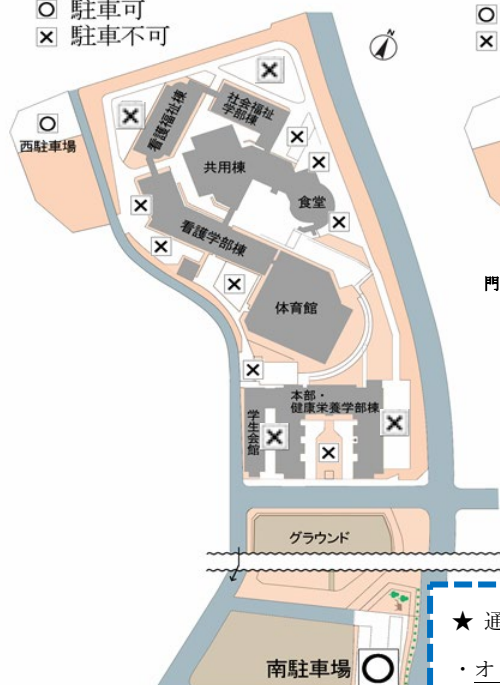 駐車可
駐車不可
N
西駐車場
看護福祉棟
社会福祉
学部棟
共用棟
食堂
看護学部棟
体育館
門
本部・
健康栄養学部棟
学生会館
グラウンド
南駐車場
★ 通
・オ